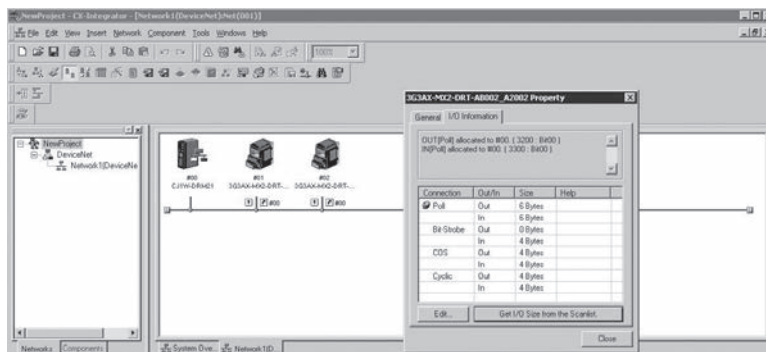 NewProject - CX-Integrator - [Network1(DeviceNet):Net(001)]
File Edit View Insert Network Component Tools Windows Help
100%
3G3AX-MX2-DRT-AB002_A2002 Property
General I/O Information
OUT[Poll] allocated to #00. ( 3200 : Bit00 )
IN[Poll] allocated to #00. ( 3300 : Bit00 )
Connection Out/In Size Help
Poll Out 6 Bytes
In 6 Bytes
Bit-Strobe Out 0 Bytes
In 4 Bytes
COS Out 4 Bytes
In 4 Bytes
Cyclic Out 4 Bytes
In 4 Bytes
Edit... Get I/O Size from the Scanlist.
Close
NewProject
DeviceNet
Network1(DeviceNe
#00 #01 #02
CJ1W-DRM21 3G3AX-MX2-DRT-... 3G3AX-MX2-DRT-...
#00 #00
Networks Components
System Ove... Network1(D...